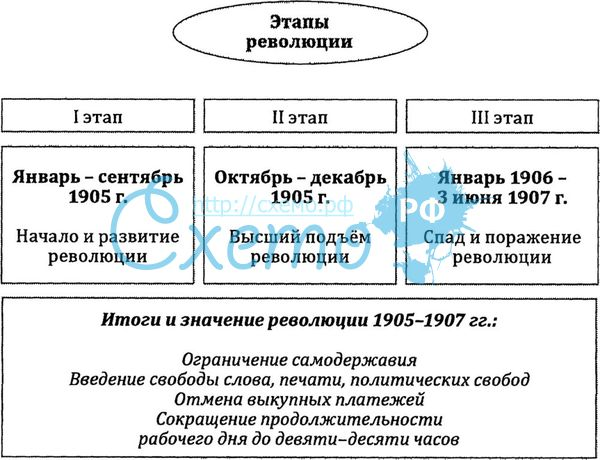 Этапы
революции
I этап
II этап
III этап
Январь – сентябрь
1905 г.
Начало и развитие
революции
Октябрь – декабрь
1905 г.
Высший подъём
революции
Январь 1906 –
3 июня 1907 г.
Спад и поражение
революции
http://схемо.рф
Схемо
РФ
Итоги и значение революции 1905–1907 гг.:
Ограничение самодержавия
Введение свободы слова, печати, политических свобод
Отмена выкупных платежей
Сокращение продолжительности
рабочего дня до девяти–десяти часов